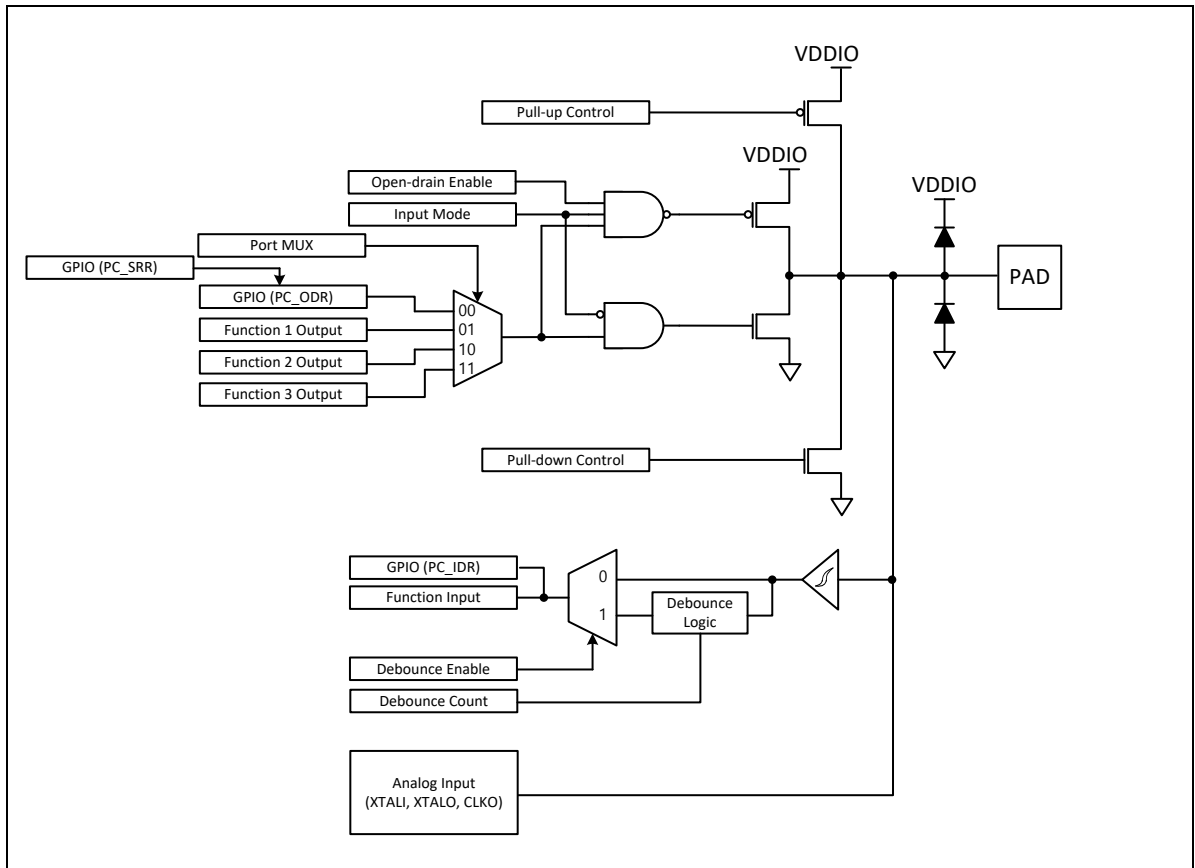 VDDIO
Pull-up Control
VDDIO
Open-drain Enable
VDDIO
Input Mode
Port MUX
GPIO (PC_SRR)
PAD
GPIO (PC_ODR)
00
Function 1 Output
01
Function 2 Output
10
11
Function 3 Output
Pull-down Control
GPIO (PC_IDR)
0
Function Input
Debounce
Logic
1
Debounce Enable
Debounce Count
Analog Input
(XTALI, XTALO, CLKO)